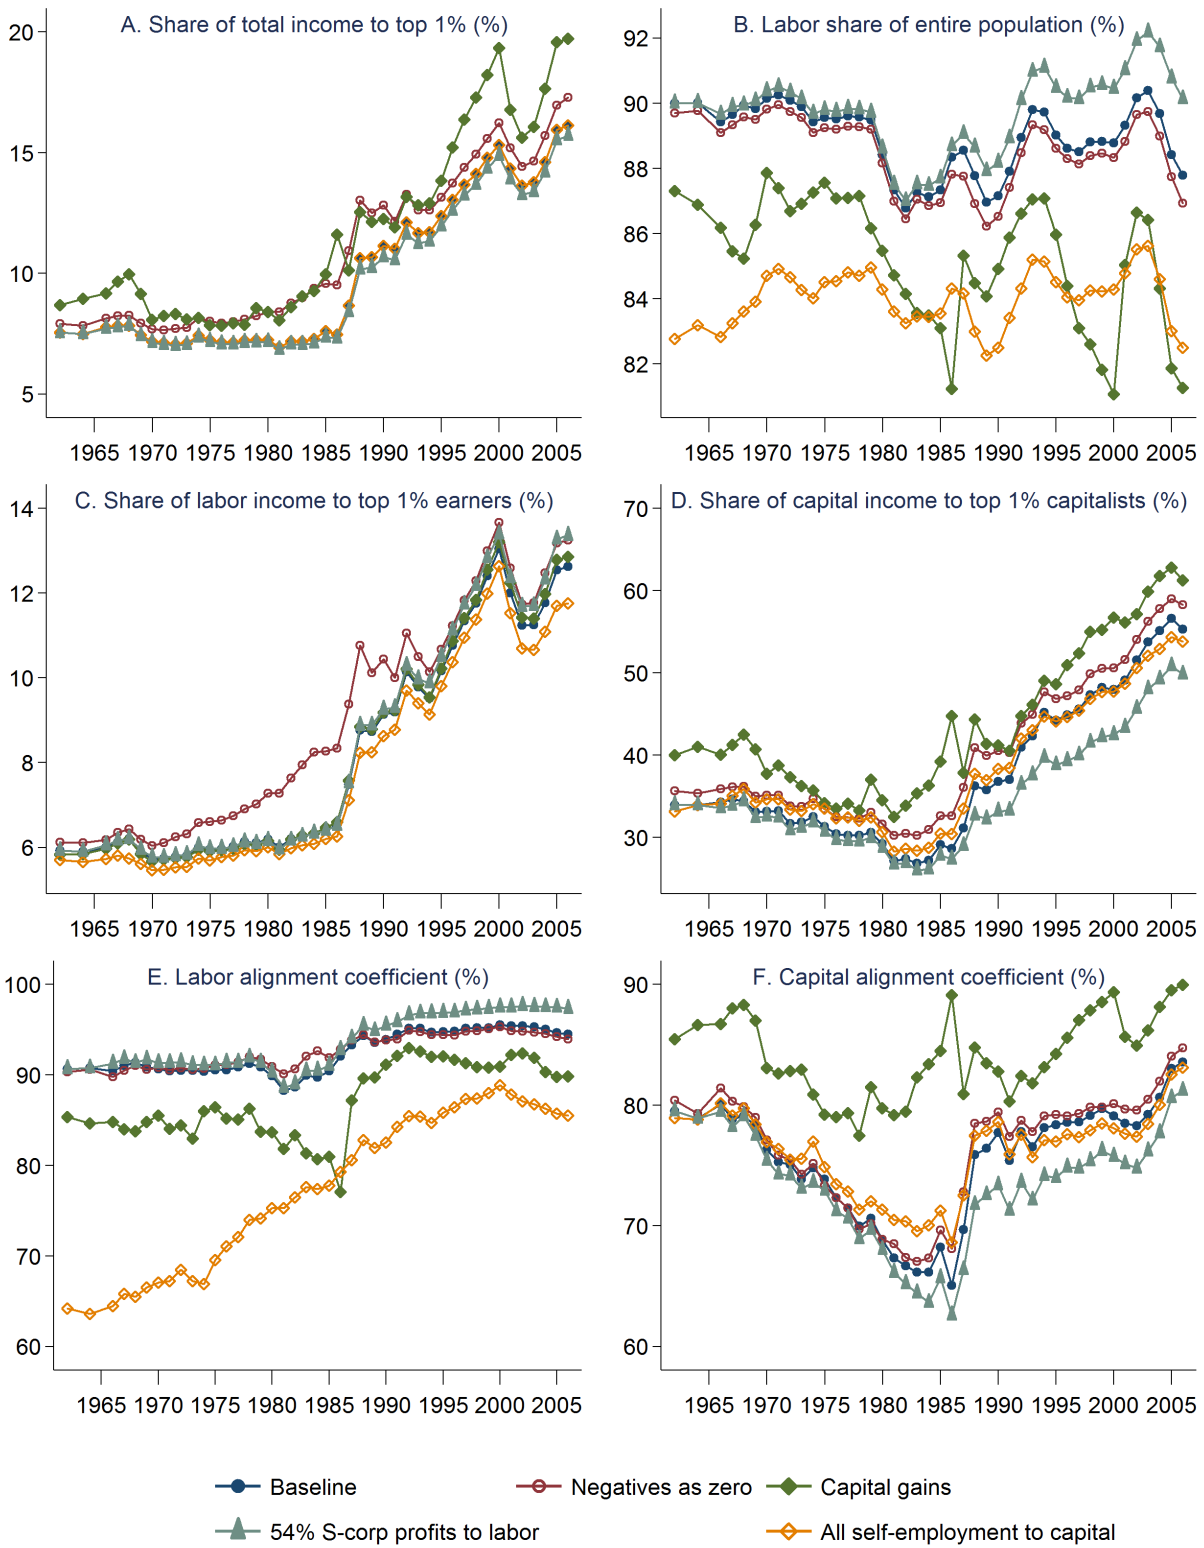 A. Share of total income to top 1% (%)
20
15
10
5
1965 1970 1975 1980 1985 1990 1995 2000 2005
B. Labor share of entire population (%)
92
90
88
86
84
82
1965 1970 1975 1980 1985 1990 1995 2000 2005
C. Share of labor income to top 1% earners (%)
14
12
10
8
6
1965 1970 1975 1980 1985 1990 1995 2000 2005
D. Share of capital income to top 1% capitalists (%)
70
60
50
40
30
1965 1970 1975 1980 1985 1990 1995 2000 2005
E. Labor alignment coefficient (%)
100
90
80
70
60
1965 1970 1975 1980 1985 1990 1995 2000 2005
F. Capital alignment coefficient (%)
90
80
70
60
1965 1970 1975 1980 1985 1990 1995 2000 2005
Baseline
Negatives as zero
Capital gains
54% S-corp profits to labor
All self-employment to capital